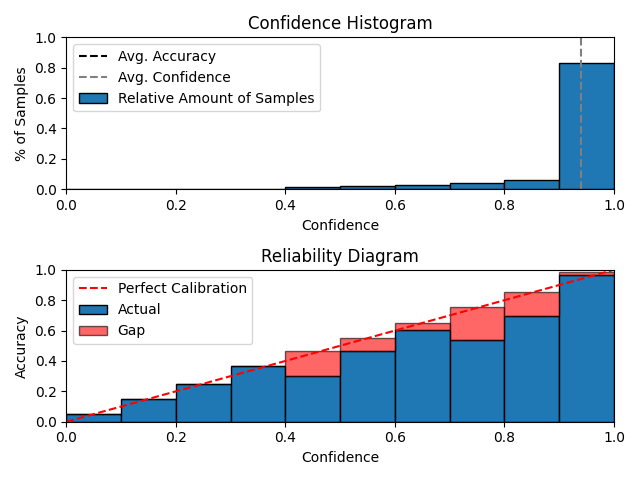 Confidence Histogram
1.0
0.8
0.6
0.4
0.2
0.0
% of Samples
Avg. Accuracy
Avg. Confidence
Relative Amount of Samples
0.0 0.2 0.4 0.6 0.8 1.0
Confidence
Reliability Diagram
1.0
0.8
0.6
0.4
0.2
0.0
Accuracy
Perfect Calibration
Actual
Gap
0.0 0.2 0.4 0.6 0.8 1.0
Confidence